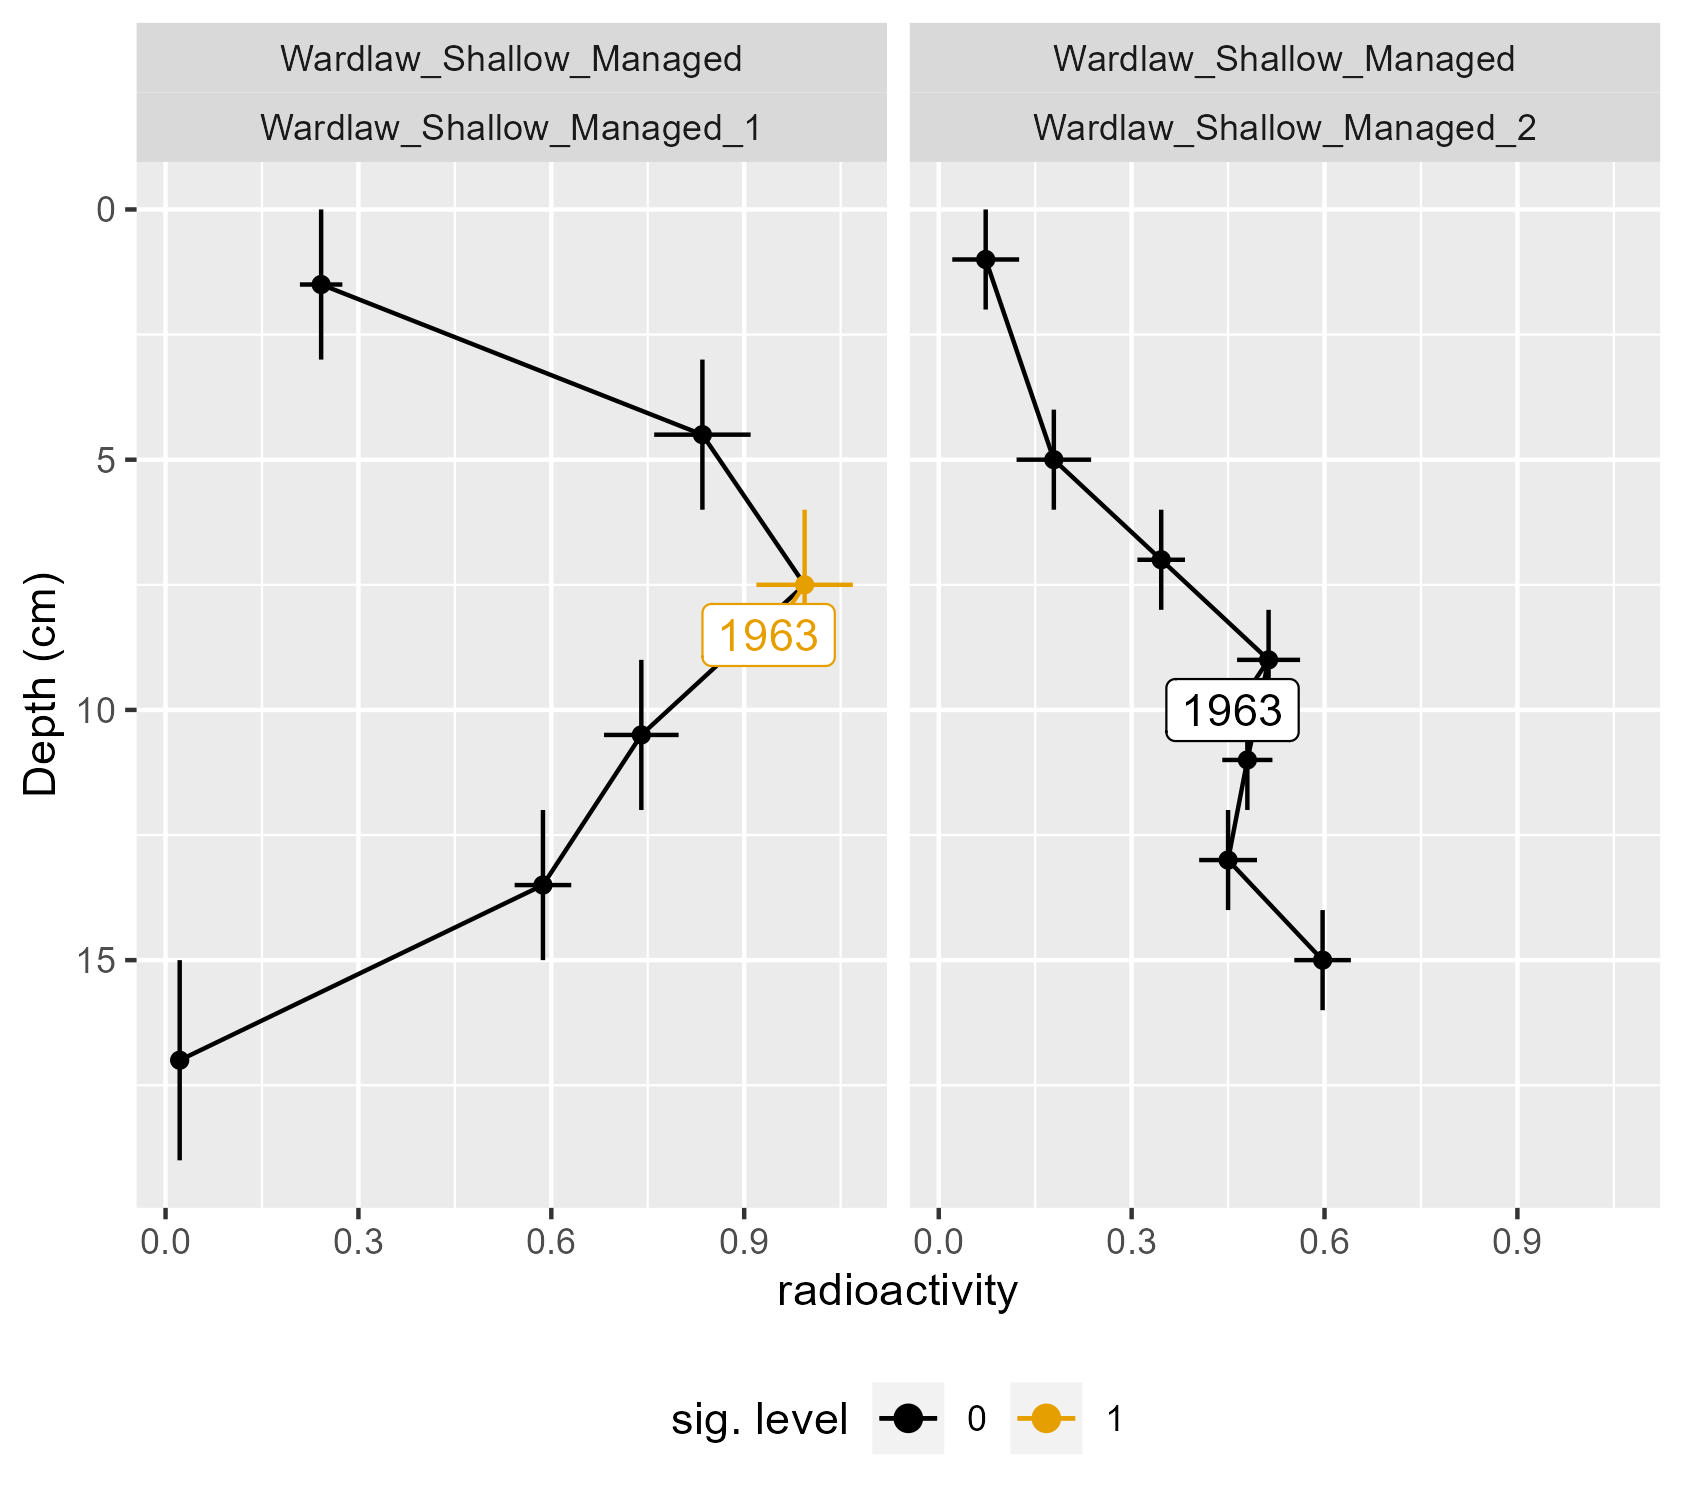 Wardlaw_Shallow_Managed
Wardlaw_Shallow_Managed
Wardlaw_Shallow_Managed_1
Wardlaw_Shallow_Managed_2
0
5
10
15
Depth (cm)
1963
1963
0.0 0.3 0.6 0.9
0.0 0.3 0.6 0.9
radioactivity
sig. level 0 1